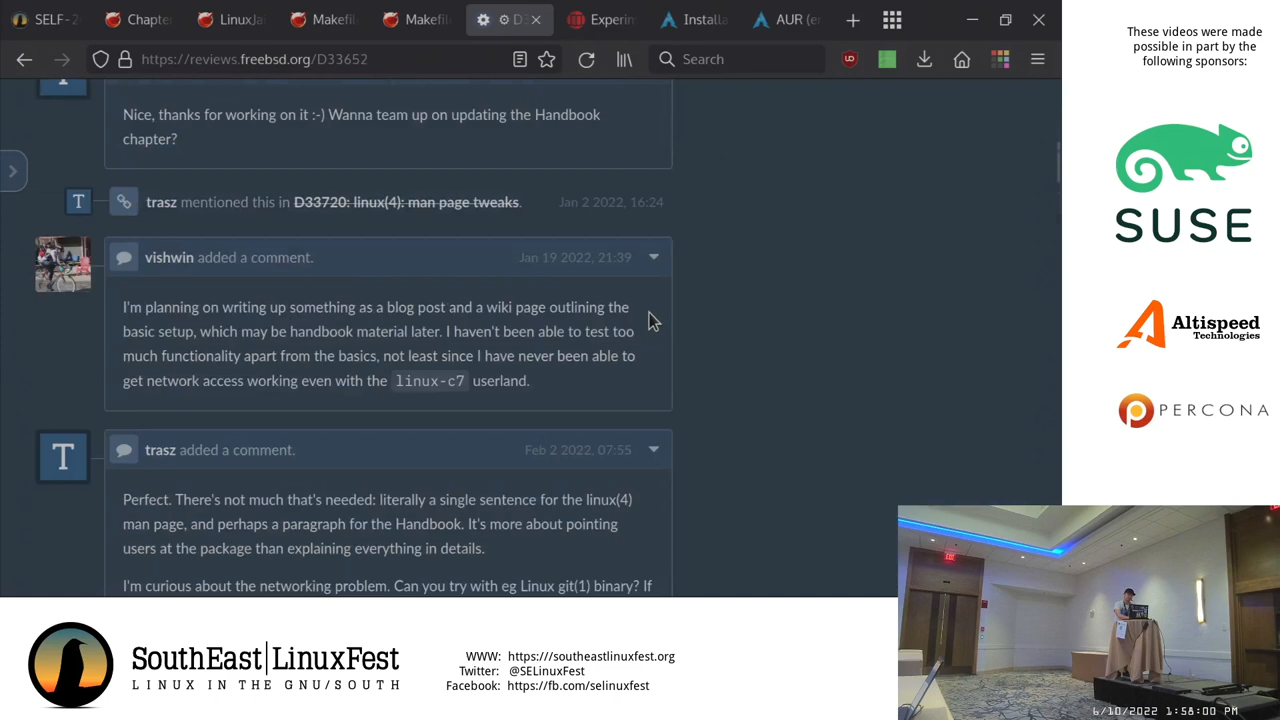 SELF-2
Chapte
LinuxJa
Makefil
Makefil
D3
Experin
Installa
AUR (er
https://reviews.freebsd.org/D33652
Search
These videos were made
possible in part by the
following sponsors:
Nice, thanks for working on it :-) Wanna team up on updating the Handbook
chapter?
T
trasz mentioned this in D33720: linux(4): man page tweaks.
Jan 2 2022, 16:24
vishwin added a comment.
Jan 19 2022, 21:39
I'm planning on writing up something as a blog post and a wiki page outlining the
basic setup, which may be handbook material later. I haven't been able to test too
much functionality apart from the basics, not least since I have never been able to
get network access working even with the linux-c7 userland.
T
trasz added a comment.
Feb 2 2022, 07:55
Perfect. There's not much that's needed: literally a single sentence for the linux(4)
man page, and perhaps a paragraph for the Handbook. It's more about pointing
users at the package than explaining everything in details.
I'm curious about the networking problem. Can you try with eg Linux git(1) binary? If
SUSE
Altispeed
Technologies
PERCONA
EXIT
SouthEast|LinuxFest
LINUX IN THE GNU/SOUTH
WWW: https:///southeastlinuxfest.org
Twitter: @SELinuxFest
Facebook: https://fb.com/selinuxfest
6/10/2022 1:58:00 PM